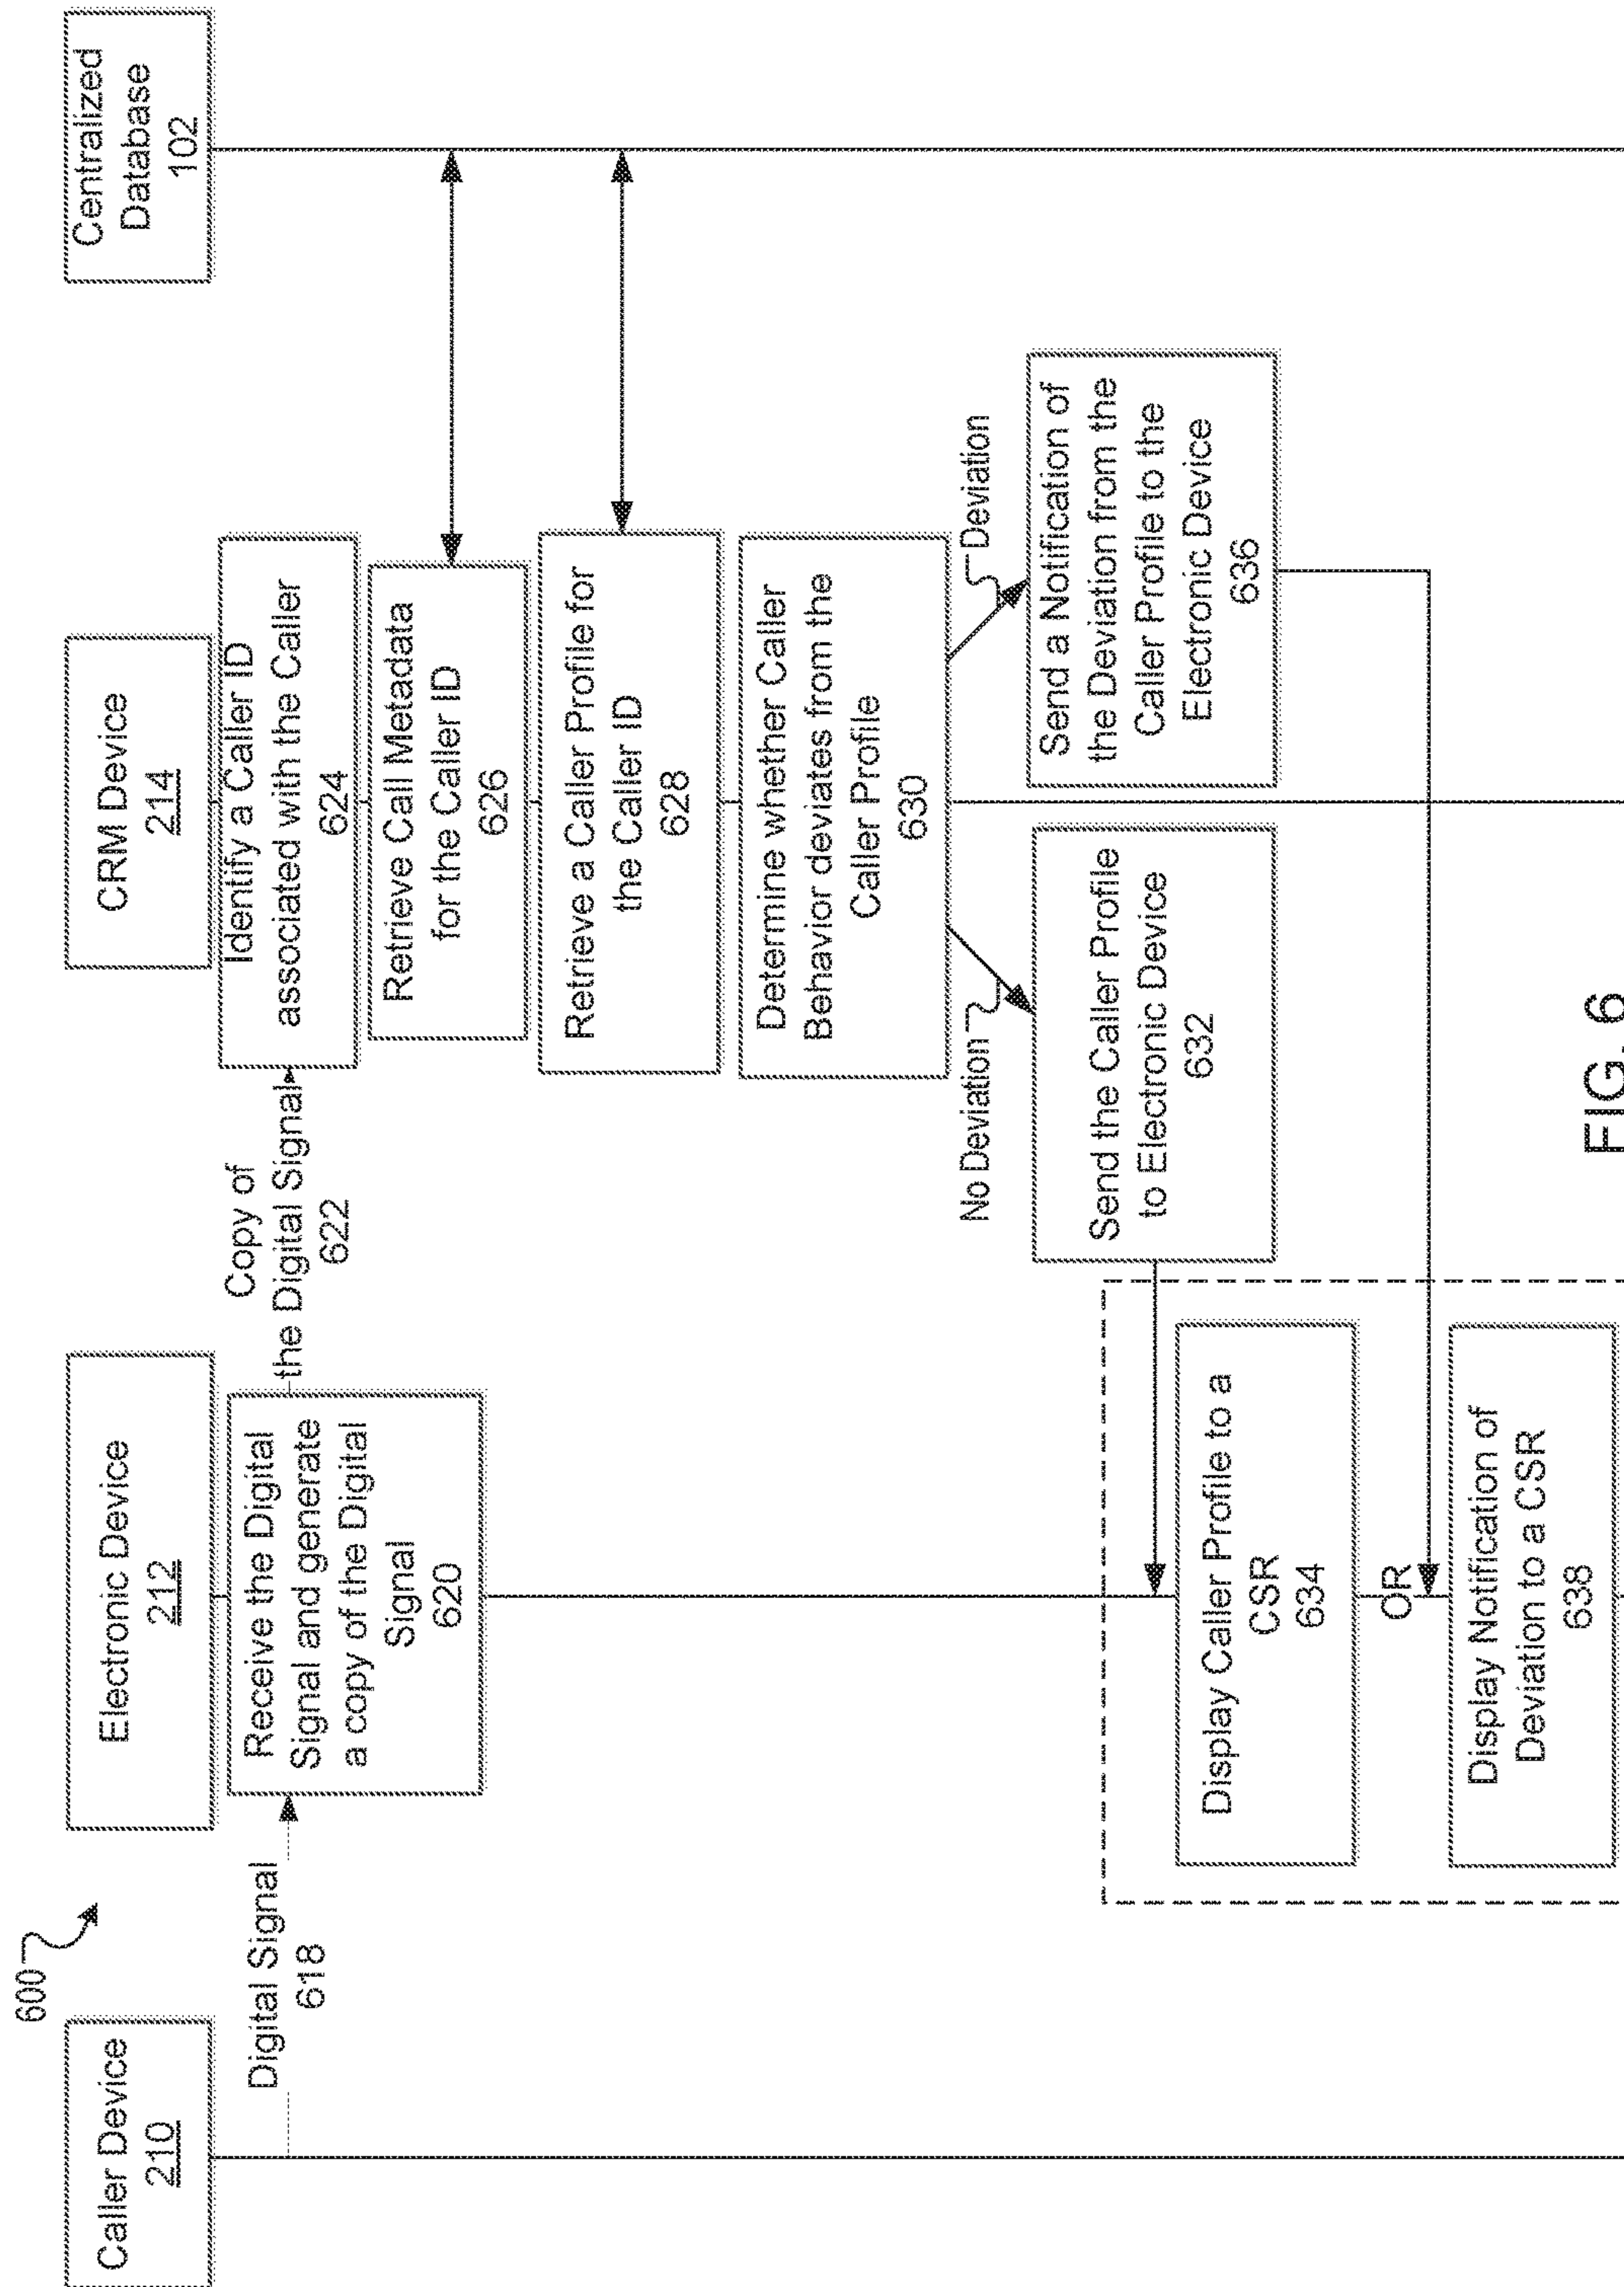 600
Caller Device
210
Electronic Device
212
CRM Device
214
Centralized
Database
102
Digital Signal
618
Receive the Digital
Signal and generate
a copy of the Digital
Signal
620
Copy of
the Digital Signal
622
Identify a Caller ID
associated with the Caller
624
Retrieve Call Metadata
for the Caller ID
626
Retrieve a Caller Profile for
the Caller ID
628
Determine whether Caller
Behavior deviates from the
Caller Profile
630
No Deviation
Deviation
Send the Caller Profile
to Electronic Device
632
Send a Notification of
the Deviation from the
Caller Profile to the
Electronic Device
636
Display Caller Profile to a
CSR
634
OR
Display Notification of
Deviation to a CSR
638
FIG. 6